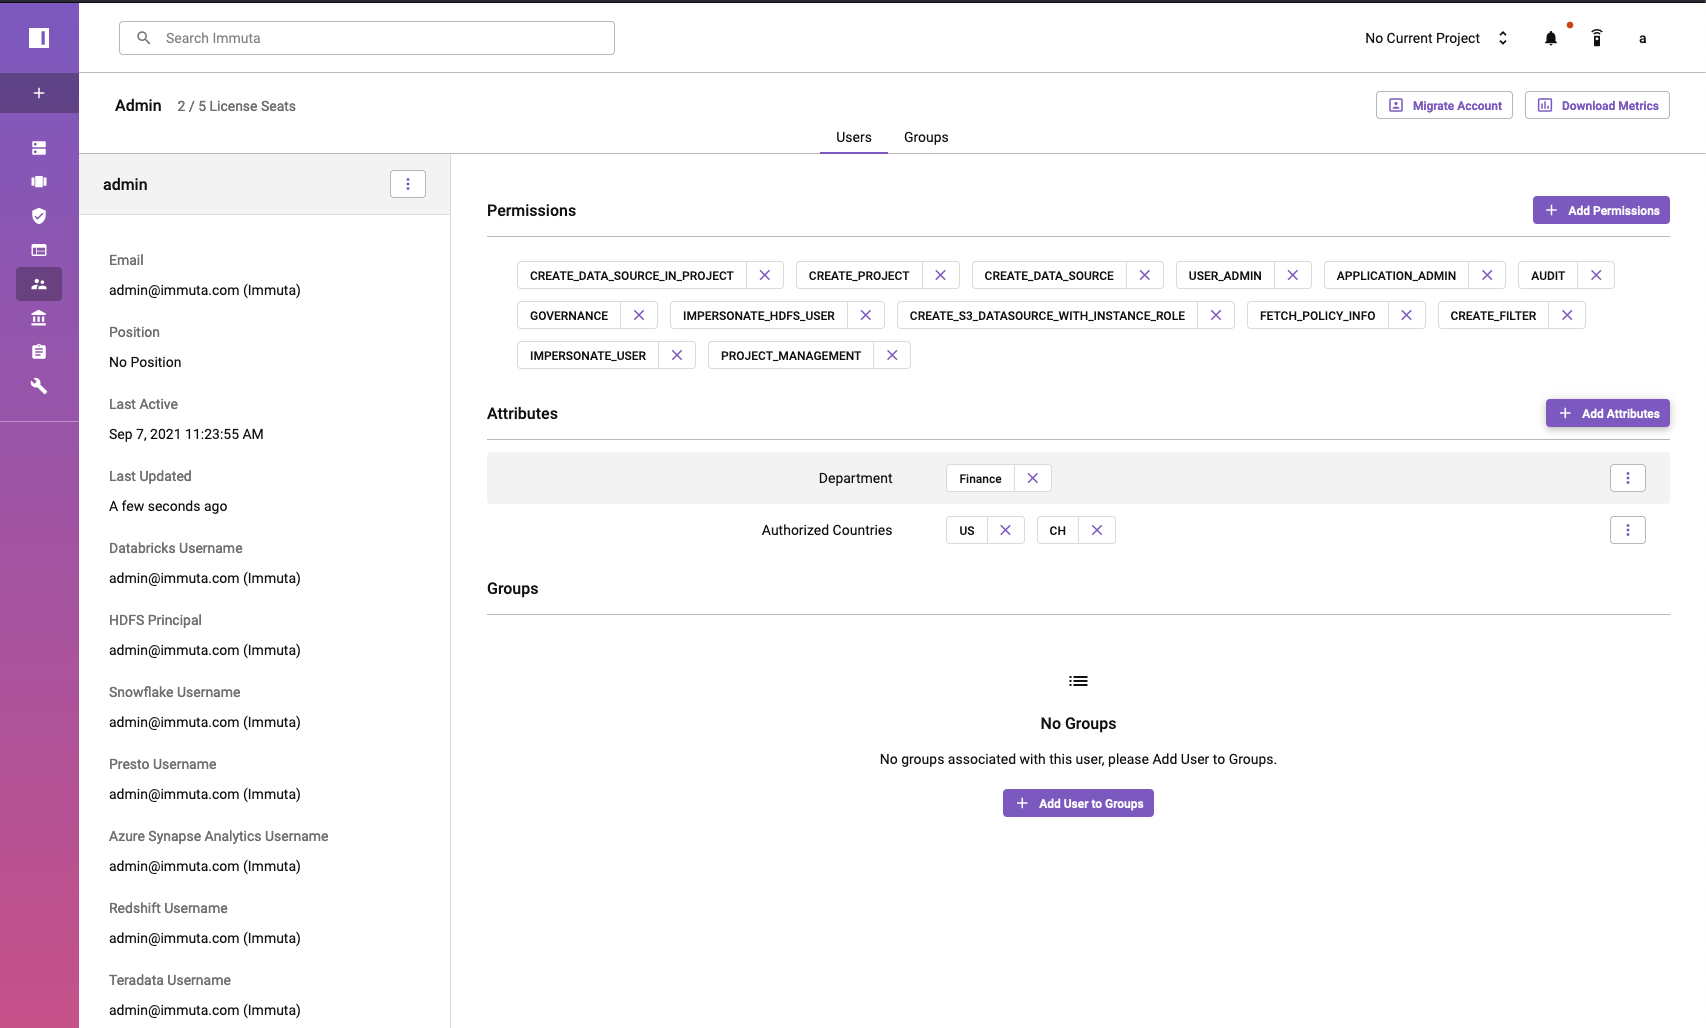 Search Immuta
No Current Project
a
Admin 2 / 5 License Seats
Migrate Account
Download Metrics
Users Groups
admin
Email
admin@immuta.com (Immuta)
Position
No Position
Last Active
Sep 7, 2021 11:23:55 AM
Last Updated
A few seconds ago
Databricks Username
admin@immuta.com (Immuta)
HDFS Principal
admin@immuta.com (Immuta)
Snowflake Username
admin@immuta.com (Immuta)
Presto Username
admin@immuta.com (Immuta)
Azure Synapse Analytics Username
admin@immuta.com (Immuta)
Redshift Username
admin@immuta.com (Immuta)
Teradata Username
admin@immuta.com (Immuta)
Permissions
Add Permissions
CREATE_DATA_SOURCE_IN_PROJECT CREATE_PROJECT CREATE_DATA_SOURCE USER_ADMIN APPLICATION_ADMIN AUDIT
GOVERNANCE IMPERSONATE_HDFS_USER CREATE_S3_DATASOURCE_WITH_INSTANCE_ROLE FETCH_POLICY_INFO CREATE_FILTER
IMPERSONATE_USER PROJECT_MANAGEMENT
Attributes
Add Attributes
Department Finance
Authorized Countries US CH
Groups
No Groups
No groups associated with this user, please Add User to Groups.
Add User to Groups